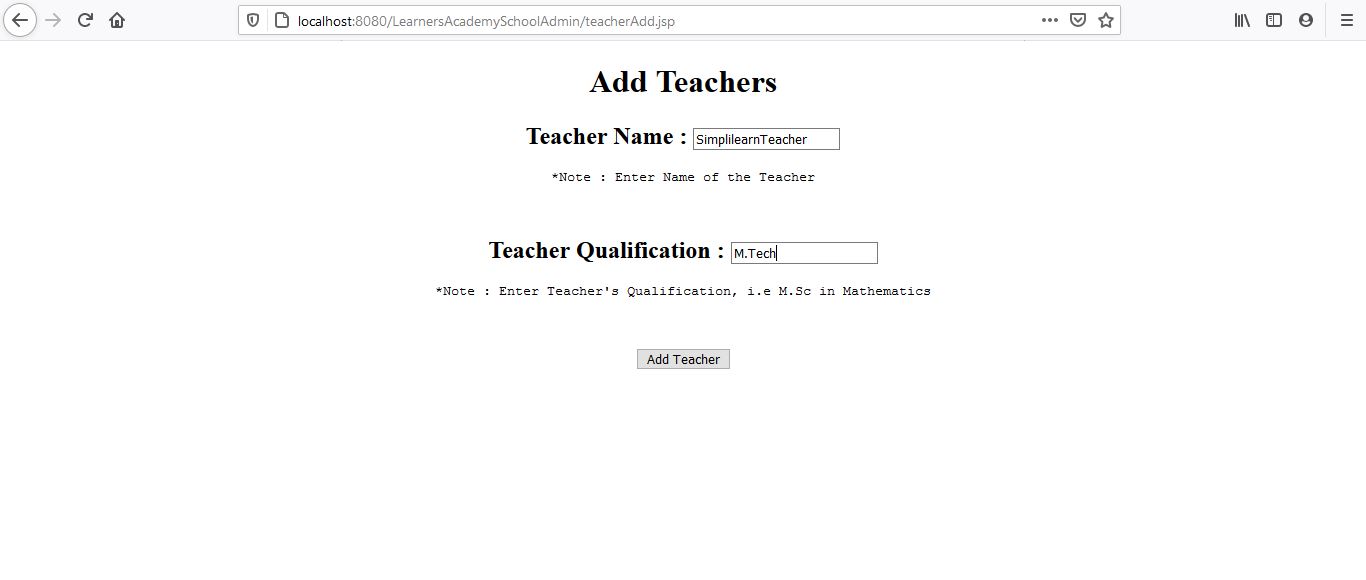 localhost:8080/LearnersAcademySchoolAdmin/teacherAdd.jsp
Add Teachers
Teacher Name : SimplilearnTeacher
*Note : Enter Name of the Teacher
Teacher Qualification : M.Tech
*Note : Enter Teacher's Qualification, i.e M.Sc in Mathematics
Add Teacher